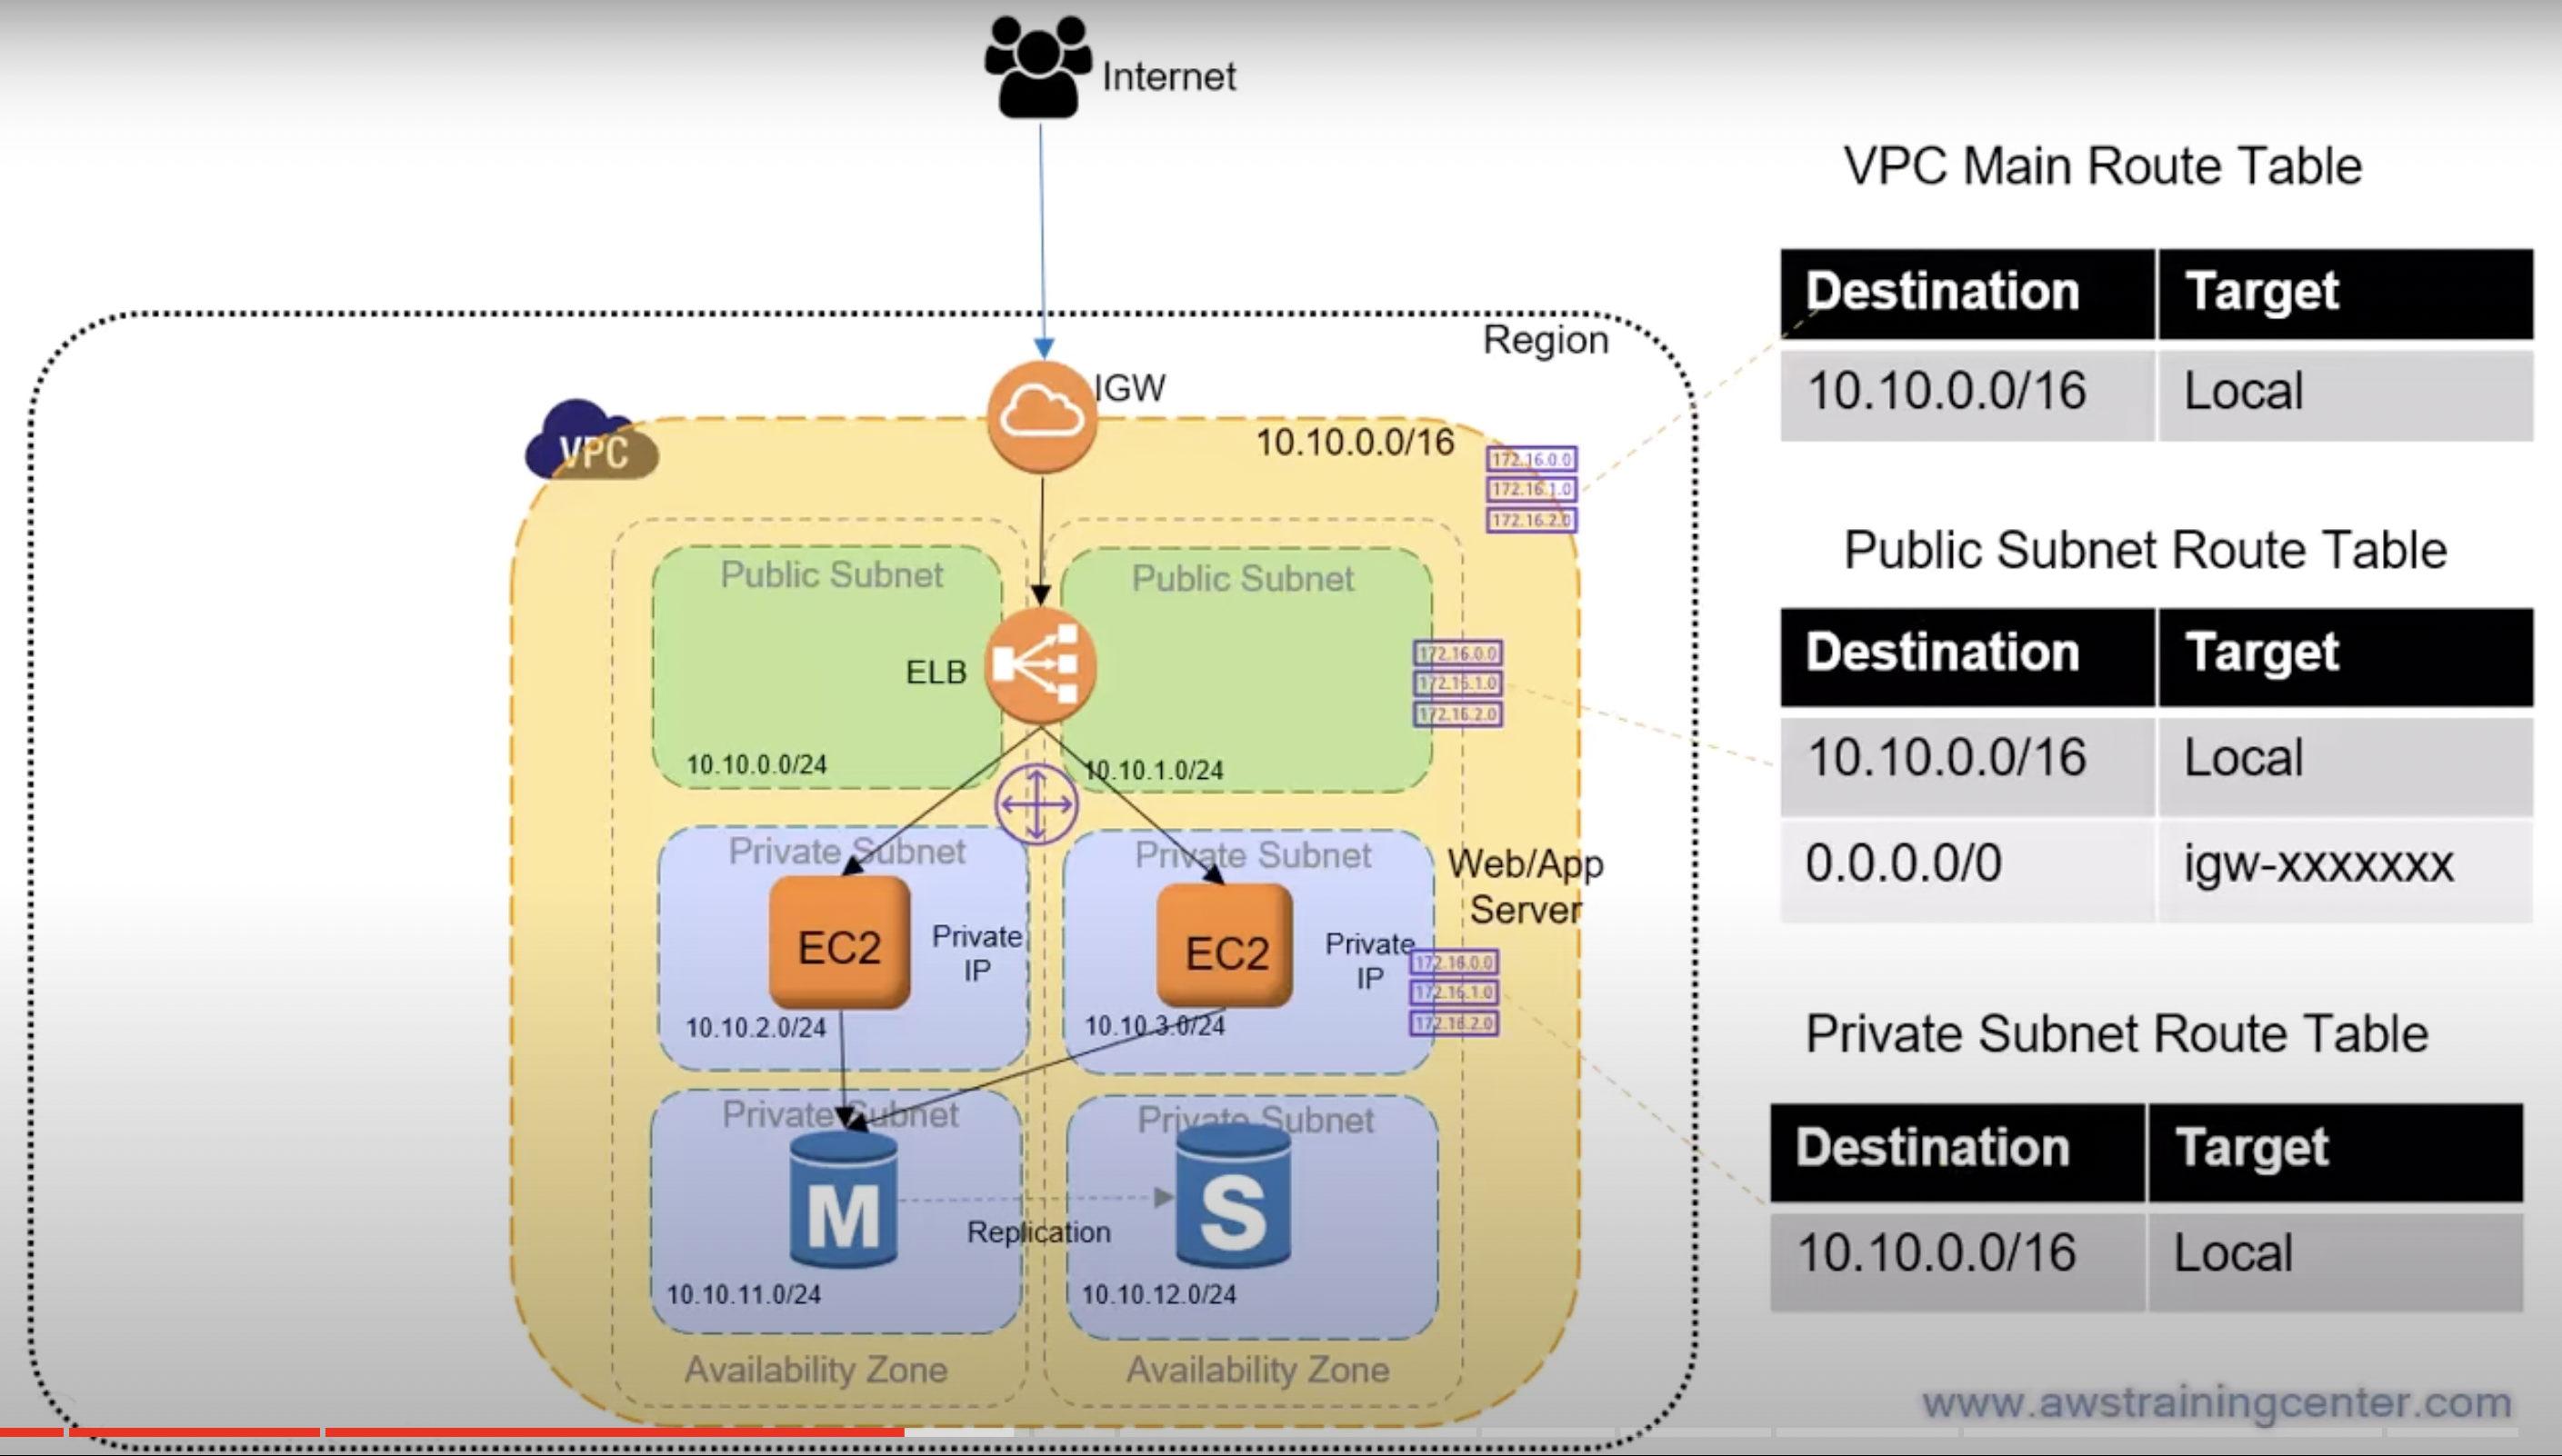 Internet
Region
IGW
VPC
10.10.0.0/16
172.16.0.0
172.16.1.0
172.16.2.0
Public Subnet
Public Subnet
ELB
172.16.0.0
172.16.1.0
172.16.2.0
10.10.0.0/24
10.10.1.0/24
Private Subnet
Private Subnet
Web/App
Server
EC2
Private
IP
EC2
Private
IP
172.16.0.0
172.16.1.0
172.16.2.0
10.10.2.0/24
10.10.3.0/24
Private Subnet
Private Subnet
M
Replication
S
10.10.11.0/24
10.10.12.0/24
Availability Zone
Availability Zone
VPC Main Route Table
Destination Target
10.10.0.0/16 Local
Public Subnet Route Table
Destination Target
10.10.0.0/16 Local
0.0.0.0/0 igw-xxxxxxx
Private Subnet Route Table
Destination Target
10.10.0.0/16 Local
www.awstrainingcenter.com